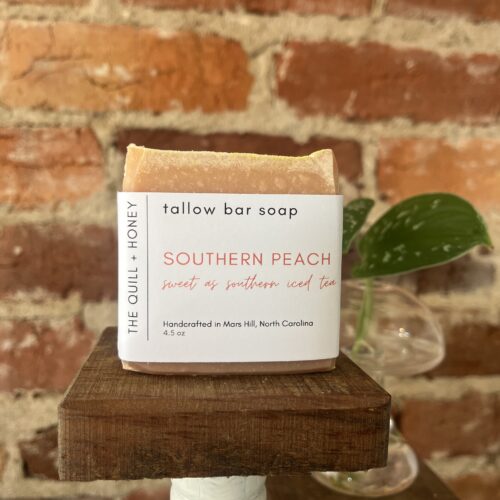 THE QUILL + HONEY
tallow bar soap
SOUTHERN PEACH
sweet as southern iced tea
Handcrafted in Mars Hill, North Carolina
4.5 oz